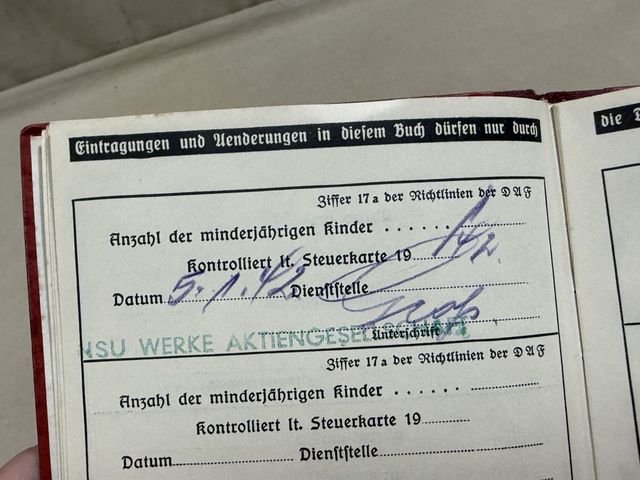 Eintragungen und Aenderungen in diesem Buch dürfen nur durch
die
Ziffer 17a der Richtlinien der DAF
Anzahl der minderjährigen Kinder . . . . . .
Kontrolliert lt. Steuerkarte 19 42.
Datum 5.1.42 Dienststelle
Unterschrift
NSU WERKE AKTIENGESELLSCHAFT
Ziffer 17a der Richtlinien der DAF
Anzahl der minderjährigen Kinder . . . . . .
Kontrolliert lt. Steuerkarte 19
Datum Dienststelle